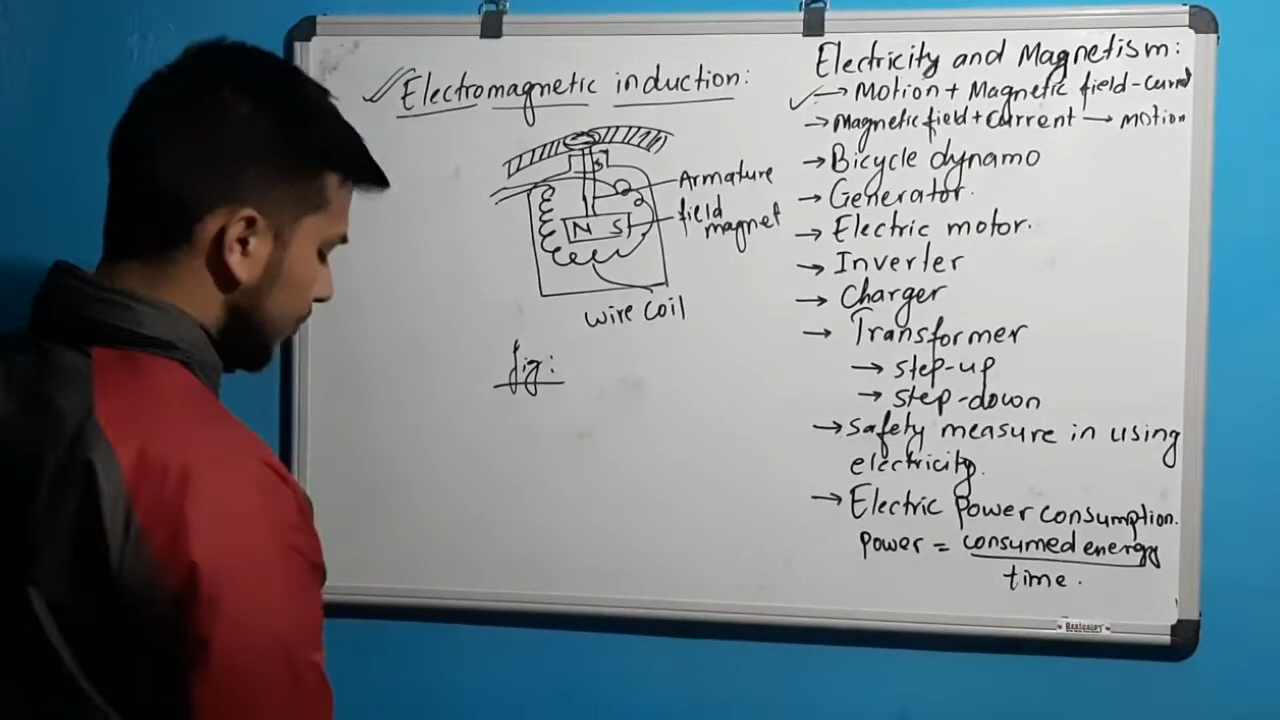 Electromagnetic induction:
S
Armature
field
magnet
N S
wire coil
fig:
Electricity and Magnetism:
→ Motion + Magnetic field - current
→ Magnetic field + current → motion
→ Bicycle dynamo
→ Generator.
→ Electric motor.
→ Inverter
→ Charger
→ Transformer
→ step-up
→ step-down
→ safety measure in using
electricity.
→ Electric Power consumption.
Power = consumed energy
time.